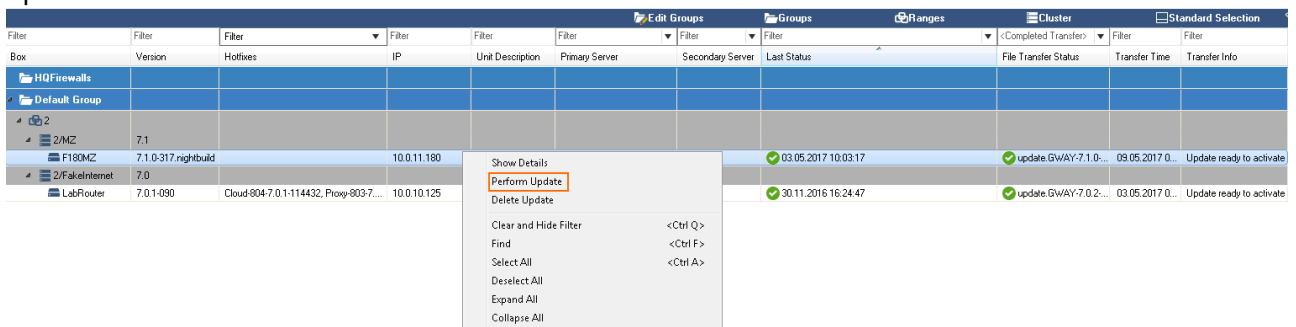 Edit Groups Groups Ranges Cluster Standard Selection
Filter Filter Filter Filter Filter Filter Filter Filter <Completed Transfer> Filter Filter
Box Version Hotfixes IP Unit Description Primary Server Secondary Server Last Status File Transfer Status Transfer Time Transfer Info
HQFirewalls
Default Group
2
2/MZ 7.1
F180MZ 7.1.0-317.nightbuild 10.0.11.180 03.05.2017 10:03:17 update.GWAY-7.1.0-... 09.05.2017 0... Update ready to activate
2/FakeInternet 7.0
LabRouter 7.0.1-090 Cloud-804-7.0.1-114432, Proxy-803-7.... 10.0.10.125 30.11.2016 16:24:47 update.GWAY-7.0.2-... 03.05.2017 0... Update ready to activate
Show Details
Perform Update
Delete Update
Clear and Hide Filter <Ctrl Q>
Find <Ctrl F>
Select All <Ctrl A>
Deselect All
Expand All
Collapse All